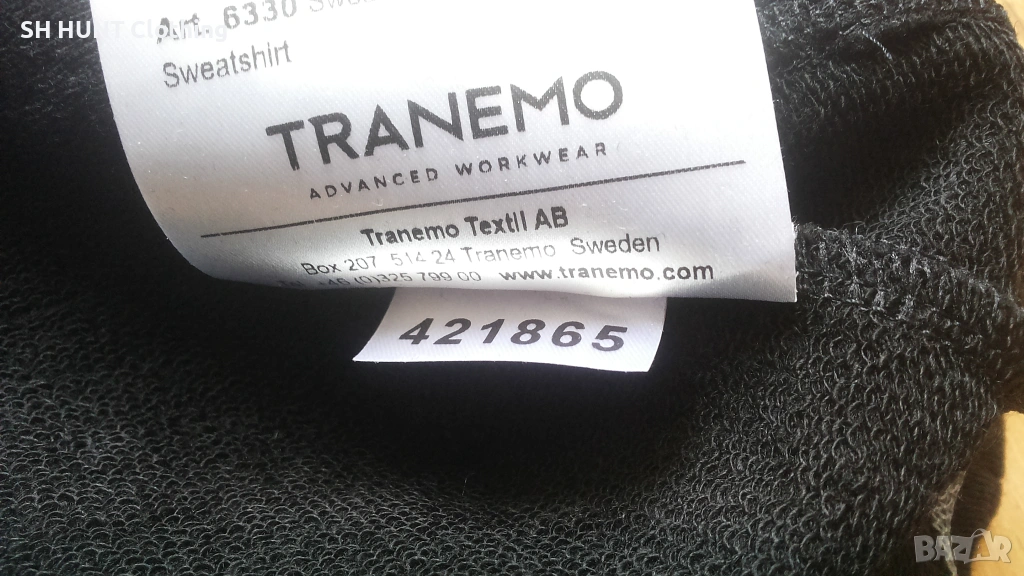 SH HUNT Clothing
Art. 6330
Sweatshirt
TRANEMO
ADVANCED WORKWEAR
Tranemo Textil AB
Box 207 514 24 Tranemo Sweden
+46 (0)325 799 00 www.tranemo.com
421865
BAZAR